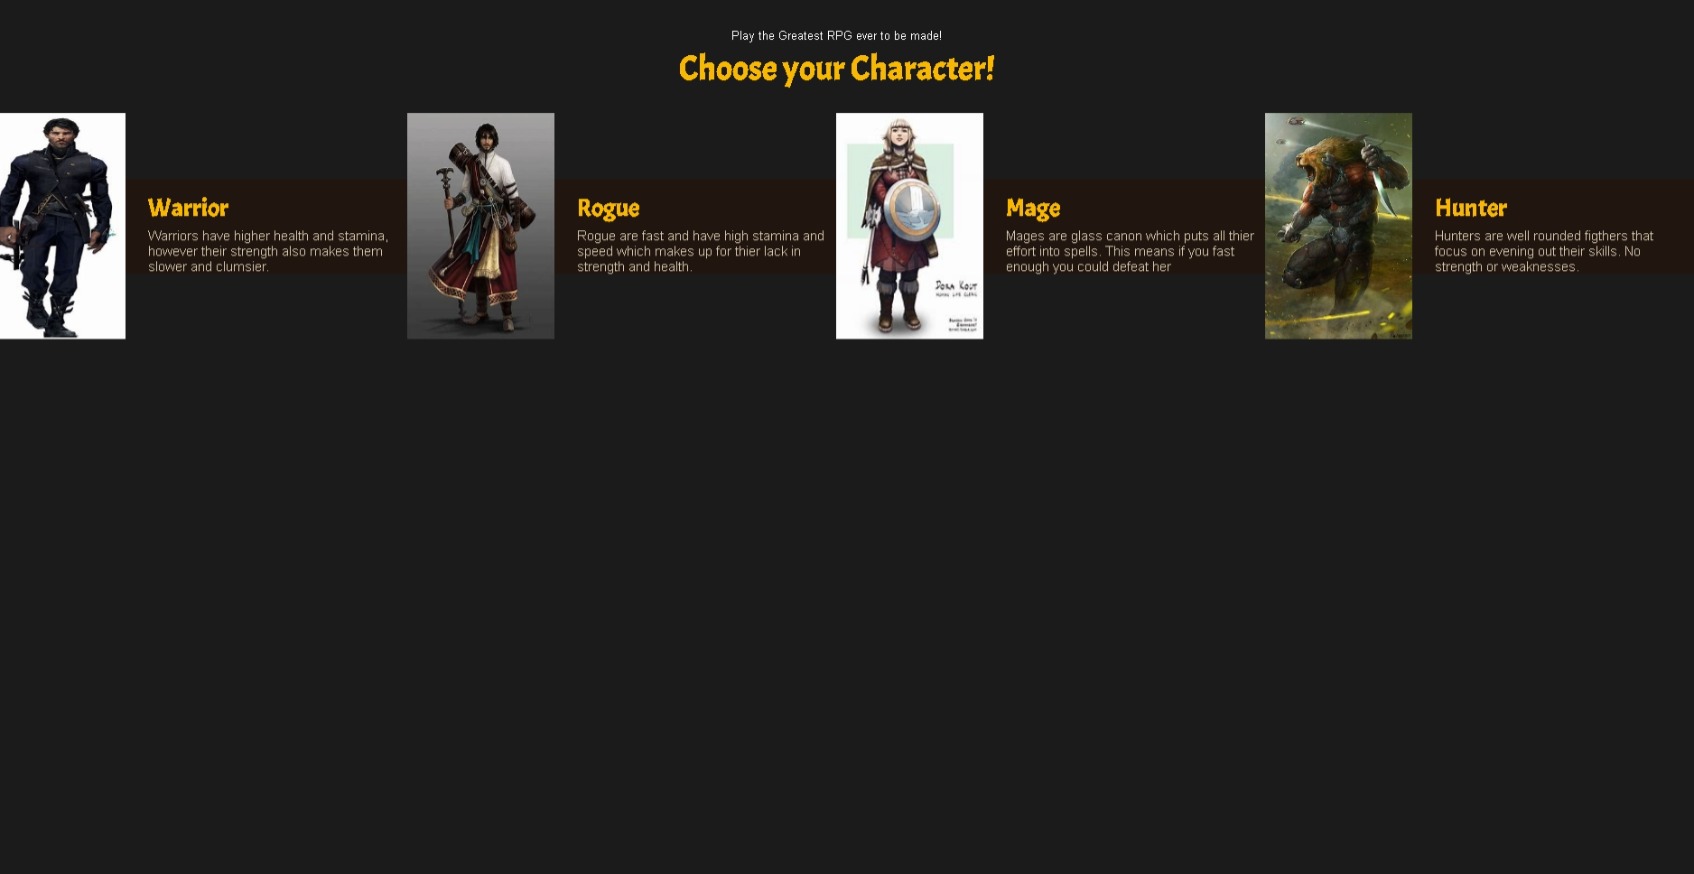 Play the Greatest RPG ever to be made!
Choose your Character!
Warrior
Warriors have higher health and stamina,
however their strength also makes them
slower and clumsier.
Rogue
Rogue are fast and have high stamina and
speed which makes up for thier lack in
strength and health.
Dora Kout
Mage
Mages are glass canon which puts all thier
effort into spells. This means if you fast
enough you could defeat her
Hunter
Hunters are well rounded figthers that
focus on evening out their skills. No
strength or weaknesses.